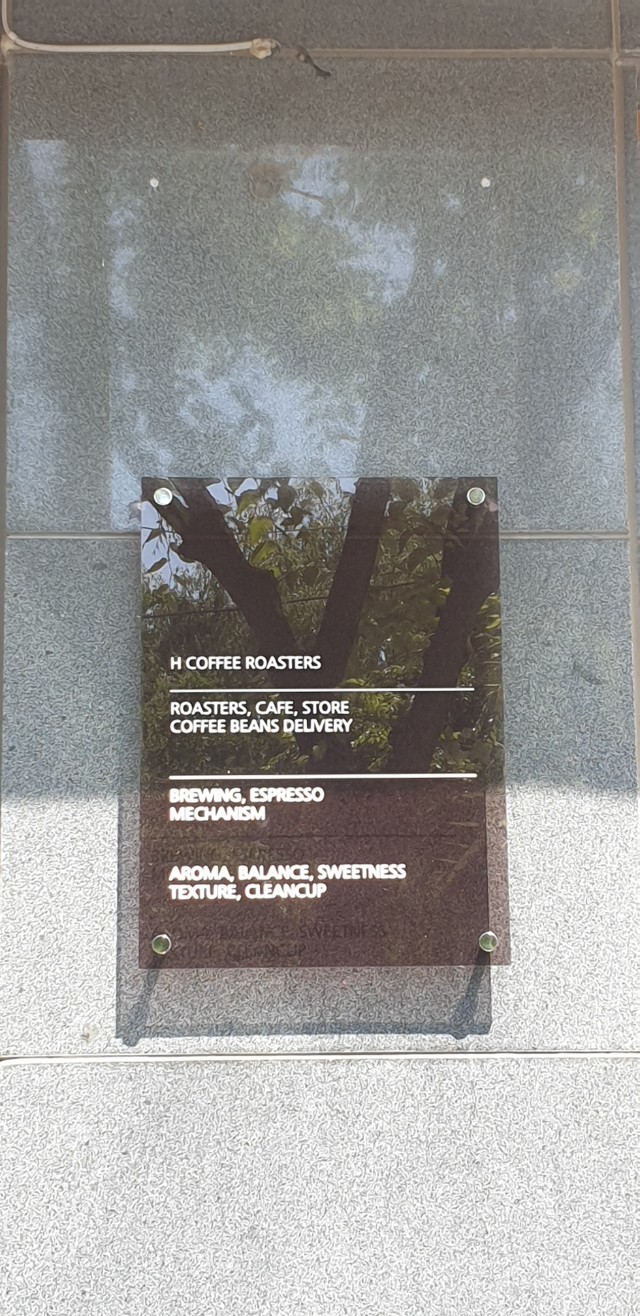 H COFFEE ROASTERS
ROASTERS, CAFE, STORE
COFFEE BEANS DELIVERY
BREWING, ESPRESSO
MECHANISM
AROMA, BALANCE, SWEETNESS
TEXTURE, CLEANCUP